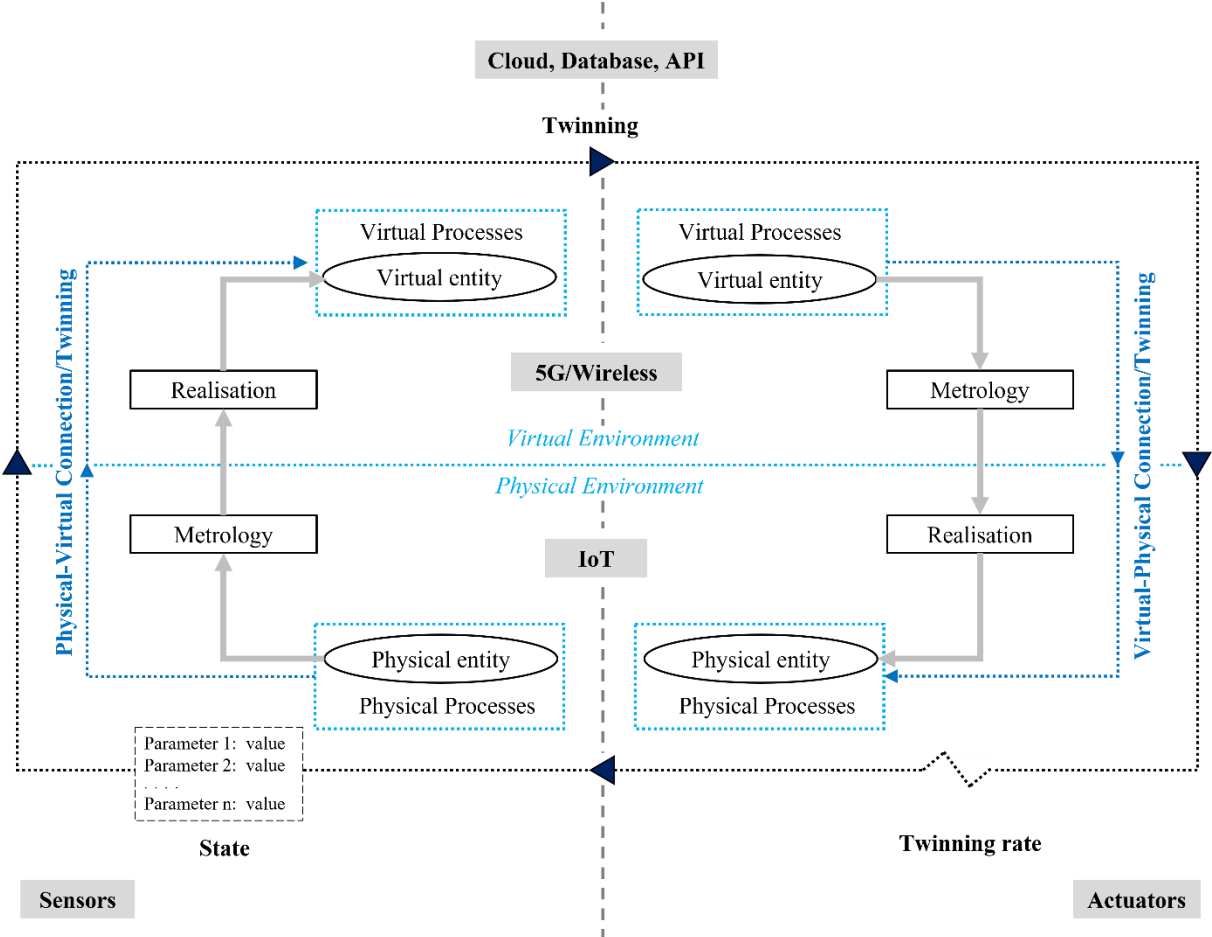 Cloud, Database, API
Twinning
Virtual Processes
Virtual entity
Virtual Processes
Virtual entity
Physical-Virtual Connection/Twinning
Virtual-Physical Connection/Twinning
5G/Wireless
Realisation
Metrology
Virtual Environment
Physical Environment
Metrology
Realisation
IoT
Physical entity
Physical Processes
Physical entity
Physical Processes
Parameter 1: value
Parameter 2: value
. . . .
Parameter n: value
State
Twinning rate
Sensors
Actuators